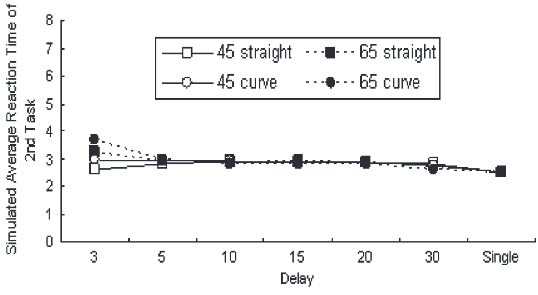 Simulated Average Reaction Time of
2nd Task
8
7
6
5
4
3
2
1
0
45 straight 65 straight
45 curve 65 curve
3 5 10 15 20 30 Single
Delay